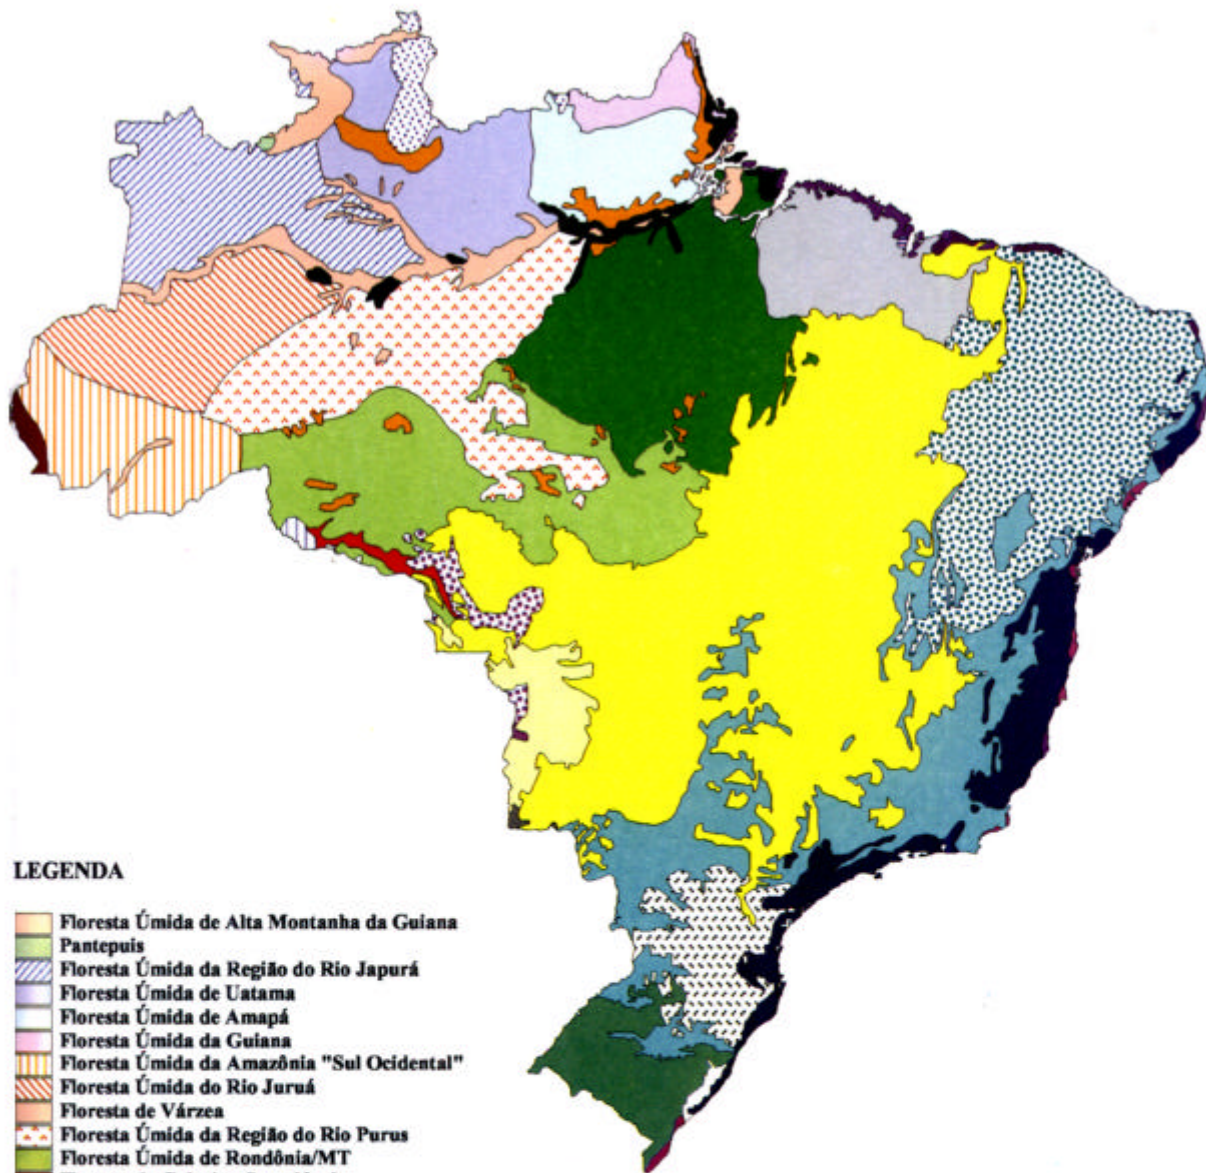 LEGENDA
Floresta Úmida de Alta Montanha da Guiana
Pantepuis
Floresta Úmida da Região do Rio Japurá
Floresta Úmida de Uatama
Floresta Úmida de Amapá
Floresta Úmida da Guiana
Floresta Úmida da Amazônia "Sul Ocidental"
Floresta Úmida do Rio Juruá
Floresta de Várzea
Floresta Úmida da Região do Rio Purus
Floresta Úmida de Rondônia/MT